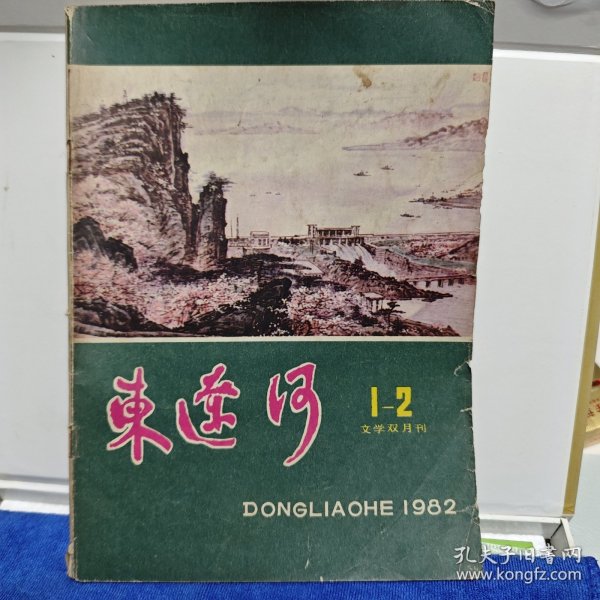 東遼河
1-2
文学双月刊
DONGLIAOHE 1982
孔夫子旧书网
www.kongfz.com